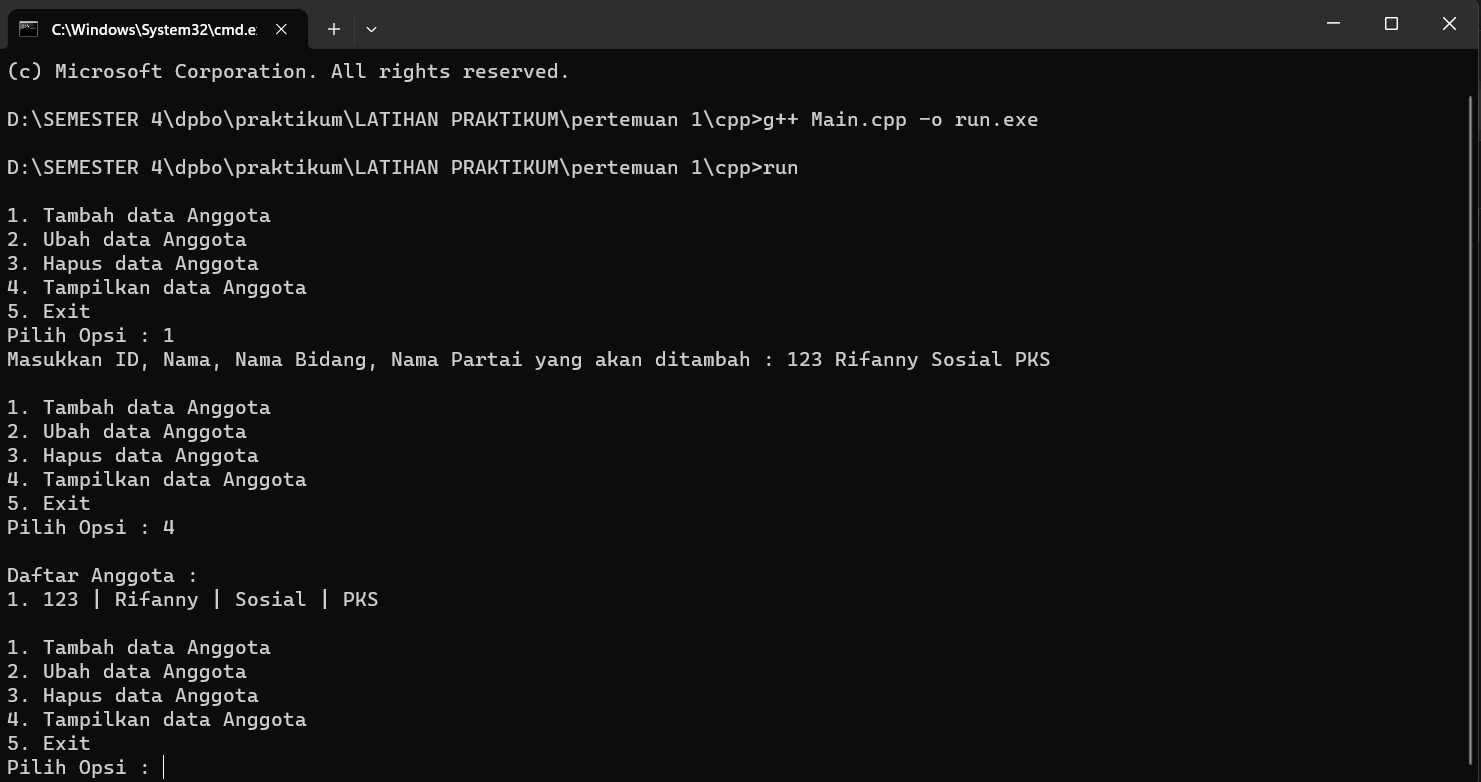 C:\Windows\System32\cmd.e
(c) Microsoft Corporation. All rights reserved.
D:\SEMESTER 4\dpbo\praktikum\LATIHAN PRAKTIKUM\pertemuan 1\cpp>g++ Main.cpp -o run.exe
D:\SEMESTER 4\dpbo\praktikum\LATIHAN PRAKTIKUM\pertemuan 1\cpp>run
1. Tambah data Anggota
2. Ubah data Anggota
3. Hapus data Anggota
4. Tampilkan data Anggota
5. Exit
Pilih Opsi : 1
Masukkan ID, Nama, Nama Bidang, Nama Partai yang akan ditambah : 123 Rifanny Sosial PKS
1. Tambah data Anggota
2. Ubah data Anggota
3. Hapus data Anggota
4. Tampilkan data Anggota
5. Exit
Pilih Opsi : 4
Daftar Anggota :
1. 123 | Rifanny | Sosial | PKS
1. Tambah data Anggota
2. Ubah data Anggota
3. Hapus data Anggota
4. Tampilkan data Anggota
5. Exit
Pilih Opsi :